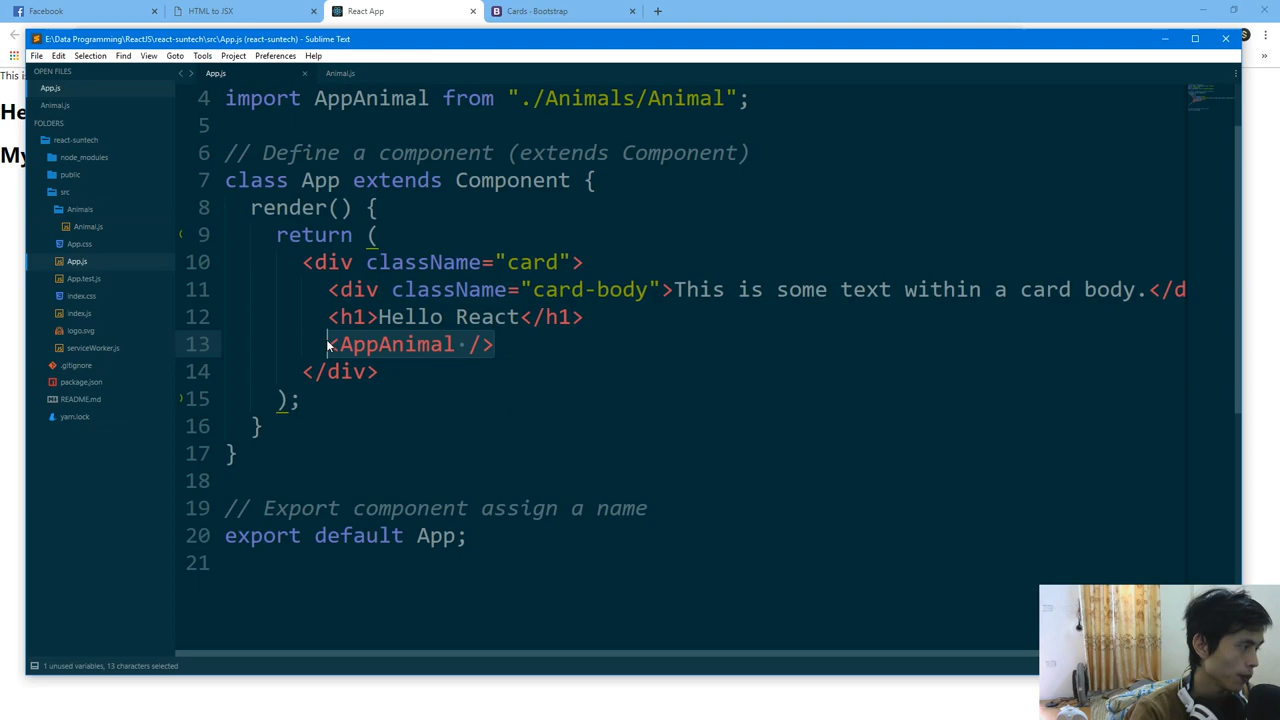 Facebook
HTML to JSX
React App
Cards · Bootstrap
E:\Data Programming\ReactJS\react-suntech\src\App.js (react-suntech) - Sublime Text
File Edit Selection Find View Goto Tools Project Preferences Help
This is
He
My
OPEN FILES
App.js
Animal.js
FOLDERS
react-suntech
node_modules
public
src
Animals
Animal.js
App.css
App.js
App.test.js
index.css
index.js
logo.svg
serviceWorker.js
.gitignore
package.json
README.md
yarn.lock
App.js
Animal.js
4 import AppAnimal from "./Animals/Animal";
5
6 // Define a component (extends Component)
7 class App extends Component {
8 render() {
9 return (
10 <div className="card">
11 <div className="card-body">This is some text within a card body.</d
12 <h1>Hello React</h1>
13 <AppAnimal />
14 </div>
15 );
16 }
17 }
18
19 // Export component assign a name
20 export default App;
21
1 unused variables, 13 characters selected